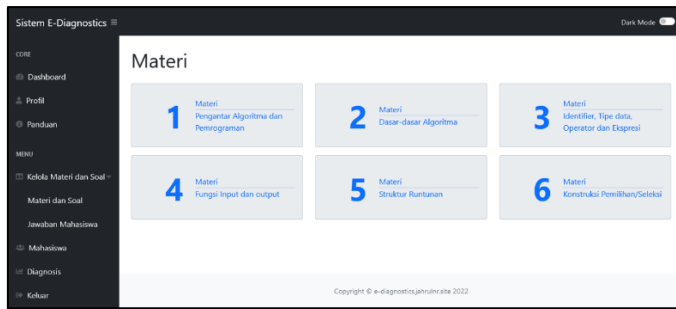 Sistem E-Diagnostics
Dark Mode
CORE
Dashboard
Profil
Panduan
MENU
Kelola Materi dan Soal
Materi dan Soal
Jawaban Mahasiswa
Mahasiswa
Diagnosis
Keluar
Materi
1
Materi
Pengantar Algoritma dan
Pemrograman
2
Materi
Dasar-dasar Algoritma
3
Materi
Identifier, Tipe data,
Operator dan Ekspresi
4
Materi
Fungsi Input dan output
5
Materi
Struktur Runtunan
6
Materi
Konstruksi Pemilihan/Seleksi
Copyright © e-diagnostics.jahruinr.site 2022